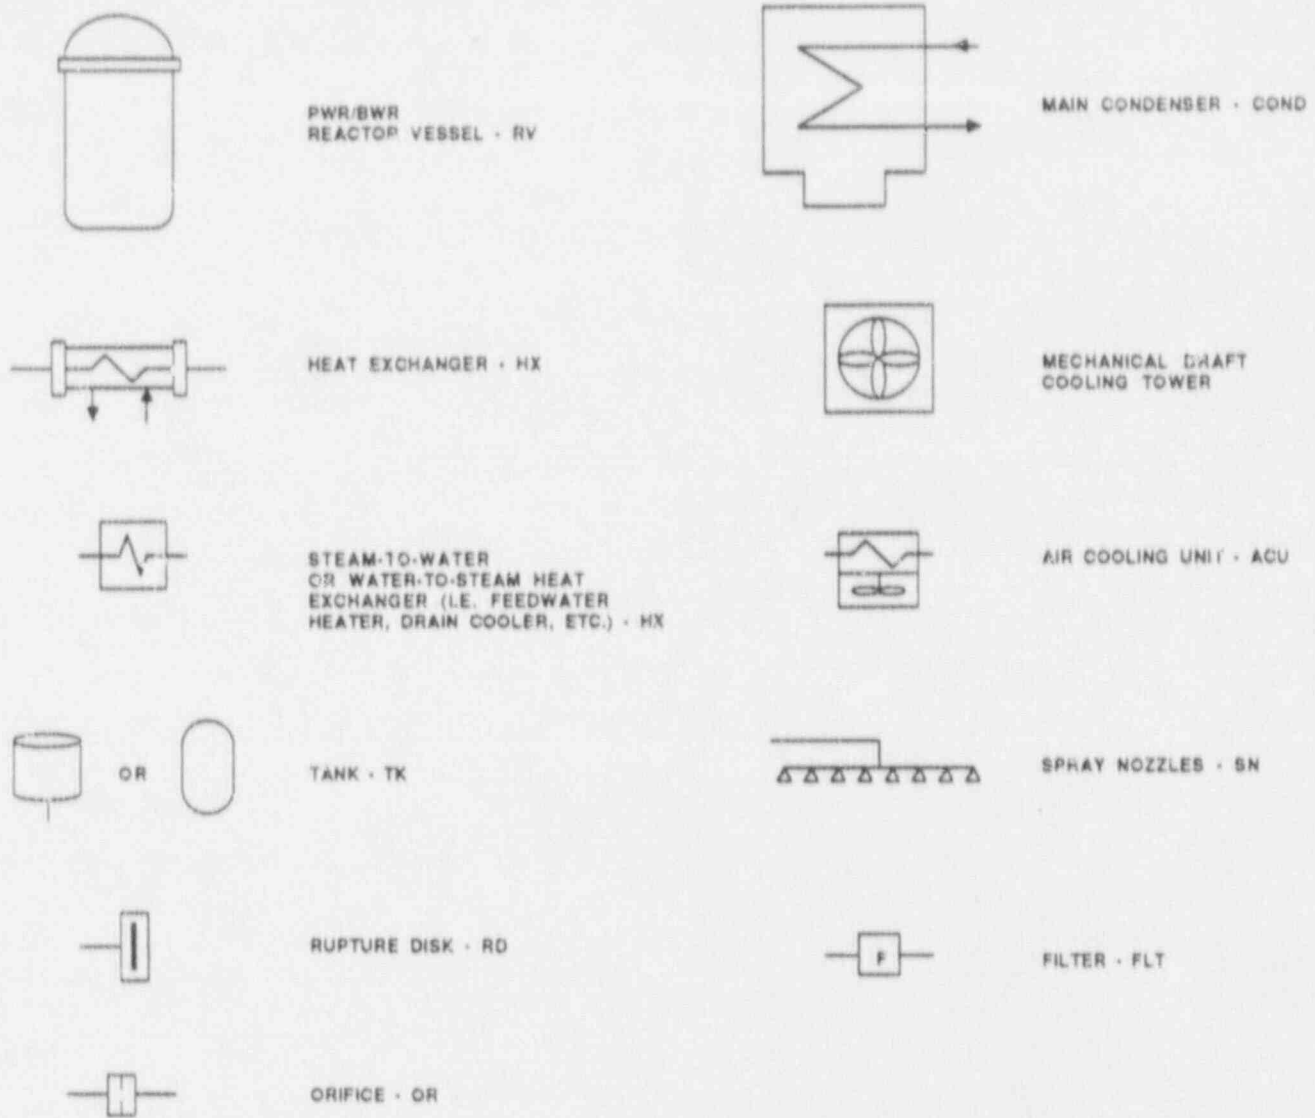 PWR/BWR
REACTOR VESSEL - RV
MAIN CONDENSER - COND
HEAT EXCHANGER - HX
MECHANICAL DRAFT
COOLING TOWER
STEAM-TO-WATER
OR WATER-TO-STEAM HEAT
EXCHANGER (I.E. FEEDWATER
HEATER, DRAIN COOLER, ETC.) - HX
AIR COOLING UNIT - ACU
OR
TANK - TK
SPRAY NOZZLES - SN
RUPTURE DISK - RD
F
FILTER - FLT
ORIFICE - OR